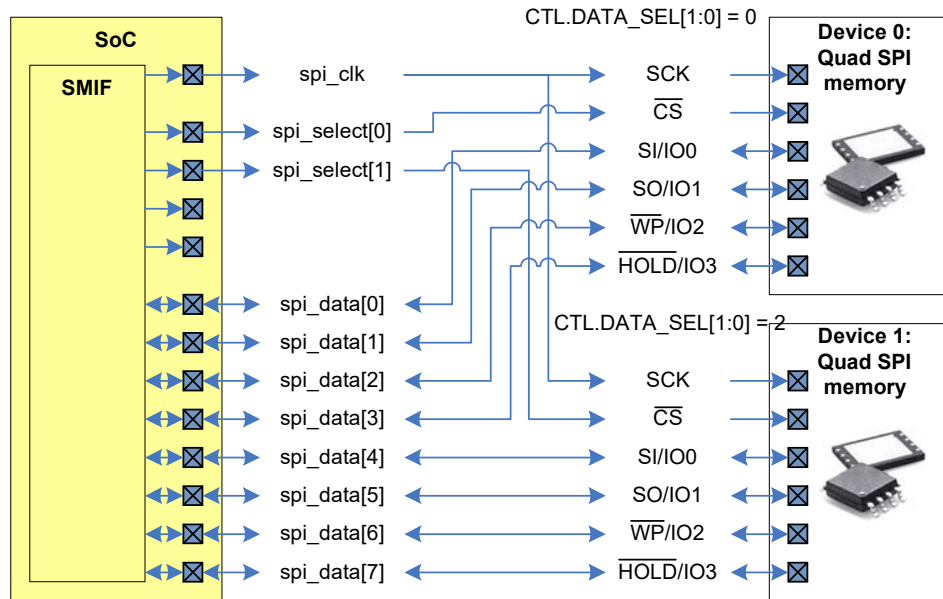 SoC
SMIF
CTL.DATA_SEL[1:0] = 0
Device 0:
Quad SPI
memory
spi_clk
SCK
spi_select[0]
CS
spi_select[1]
SI/IO0
SO/IO1
WP/IO2
HOLD/IO3
spi_data[0]
CTL.DATA_SEL[1:0] = 2
Device 1:
Quad SPI
memory
spi_data[1]
spi_data[2]
SCK
spi_data[3]
CS
spi_data[4]
SI/IO0
spi_data[5]
SO/IO1
spi_data[6]
WP/IO2
spi_data[7]
HOLD/IO3